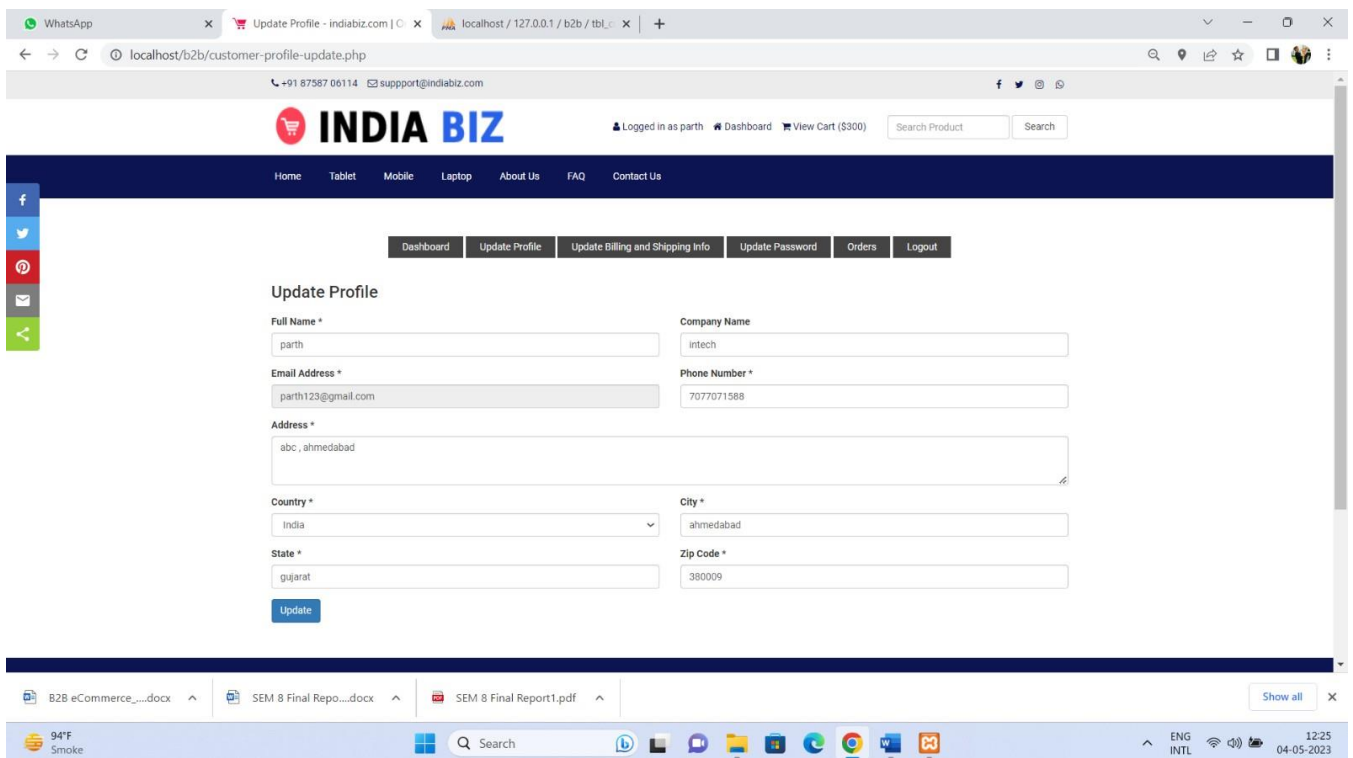 WhatsApp
Update Profile - indiabiz.com | O
localhost / 127.0.0.1 / b2b / tbl_c
localhost/b2b/customer-profile-update.php
+91 87587 06114 suppport@indiabiz.com
INDIA BIZ
Logged in as parth Dashboard View Cart ($300) Search Product Search
Home Tablet Mobile Laptop About Us FAQ Contact Us
Dashboard Update Profile Update Billing and Shipping Info Update Password Orders Logout
Update Profile
Full Name * Company Name
parth intech
Email Address * Phone Number *
parth123@gmail.com 7077071588
Address *
abc , ahmedabad
Country * City *
India ahmedabad
State * Zip Code *
gujarat 380009
Update
B2B eCommerce_....docx SEM 8 Final Repo....docx SEM 8 Final Report1.pdf Show all
94°F
Smoke
Search
ENG
INTL
12:25
04-05-2023